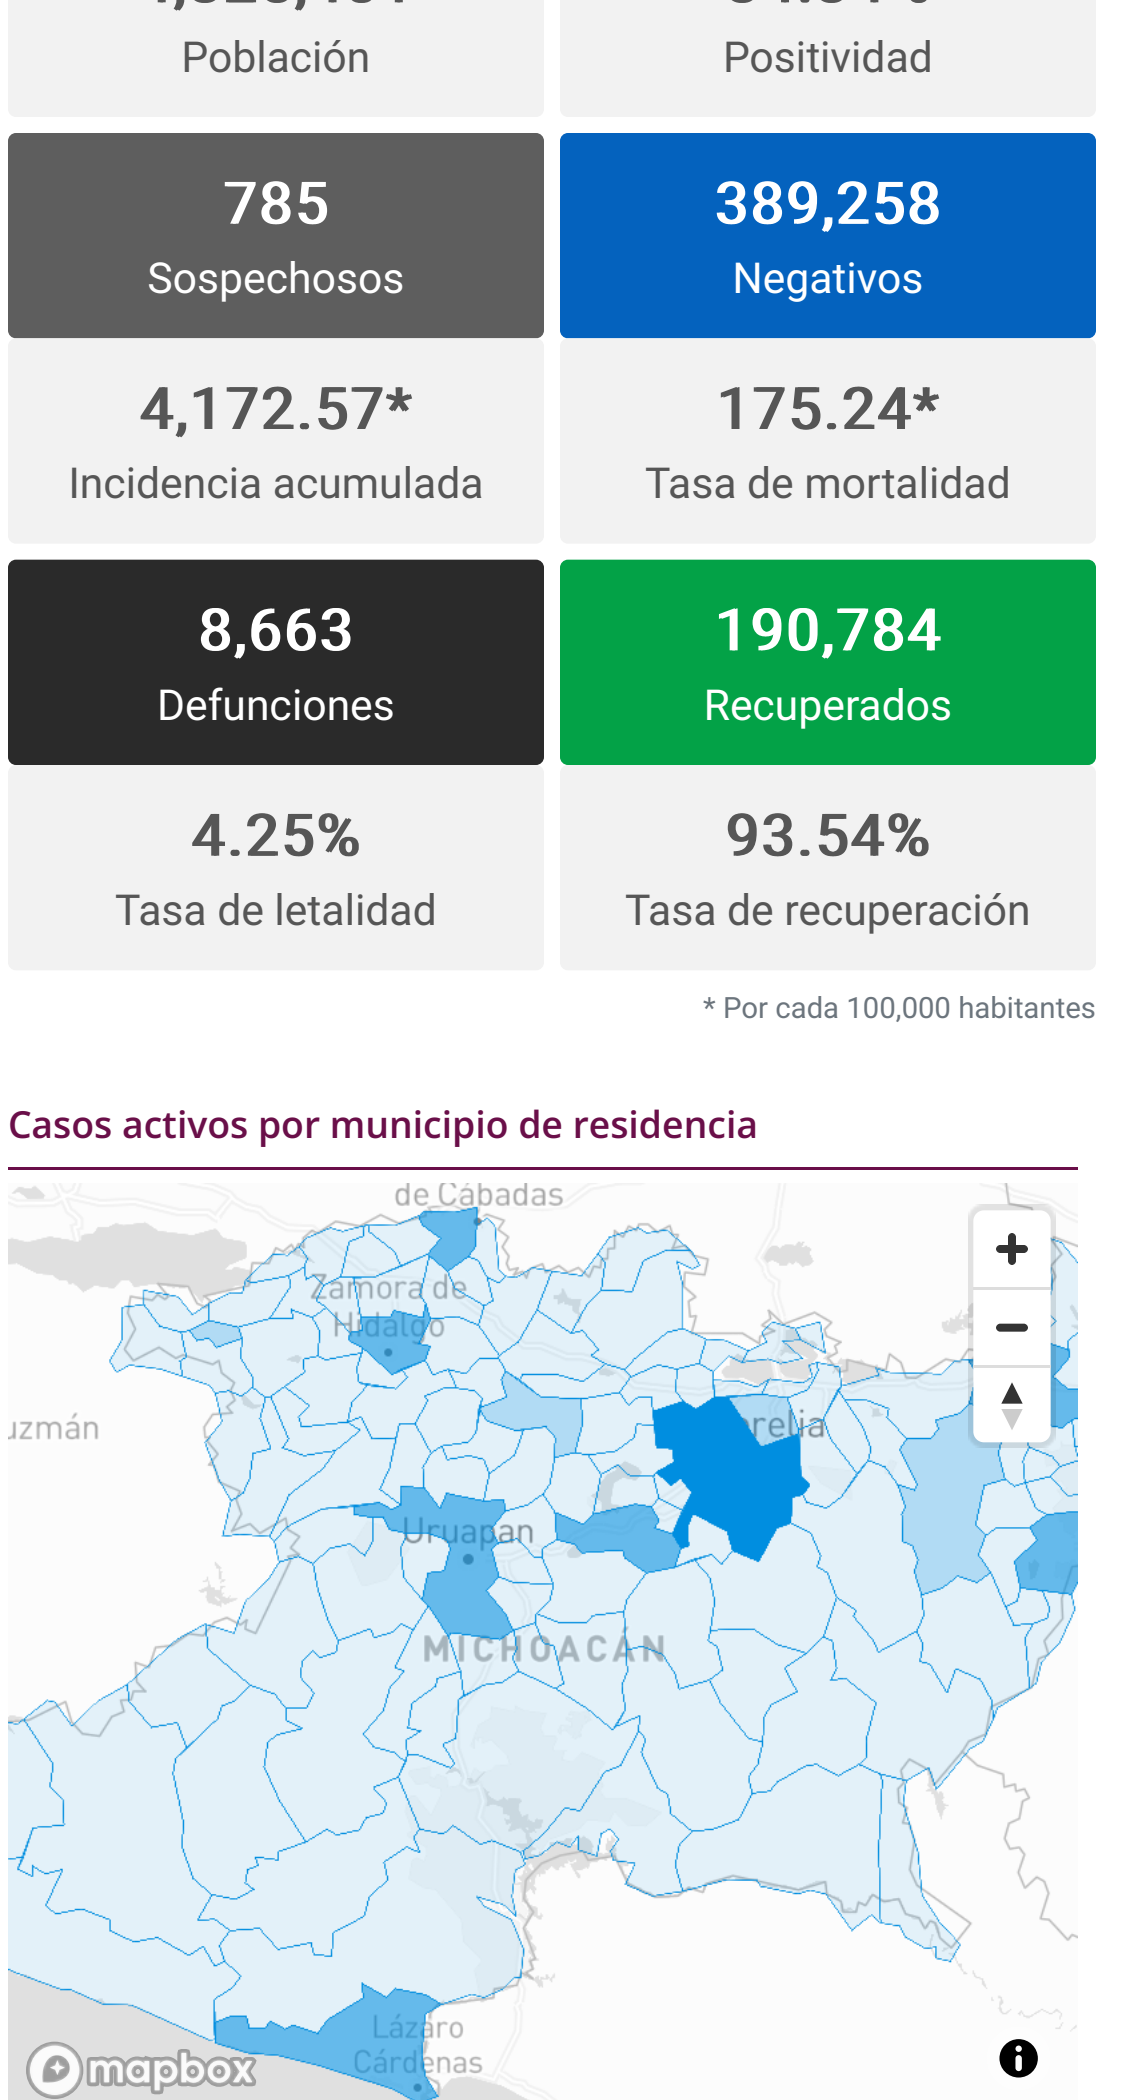 Población
Positividad
785
Sospechosos
389,258
Negativos
4,172.57*
Incidencia acumulada
175.24*
Tasa de mortalidad
8,663
Defunciones
190,784
Recuperados
4.25%
Tasa de letalidad
93.54%
Tasa de recuperación
* Por cada 100,000 habitantes
Casos activos por municipio de residencia
de Cabadas
Zamora de
Hidalgo
uzmán
relia
Uruapan
MICHOACÁN
Lázaro
Cárdenas
mapbox